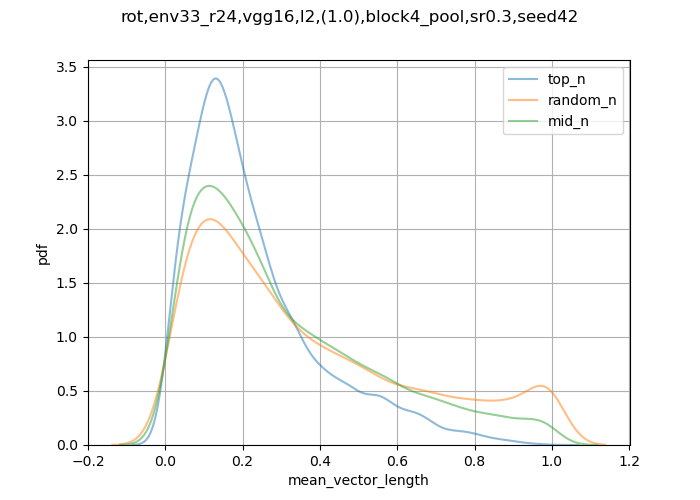 rot,env33_r24,vgg16,l2,(1.0),block4_pool,sr0.3,seed42
top_n
random_n
mid_n
3.5
3.0
2.5
2.0
1.5
1.0
0.5
0.0
pdf
−0.2 0.0 0.2 0.4 0.6 0.8 1.0 1.2
mean_vector_length